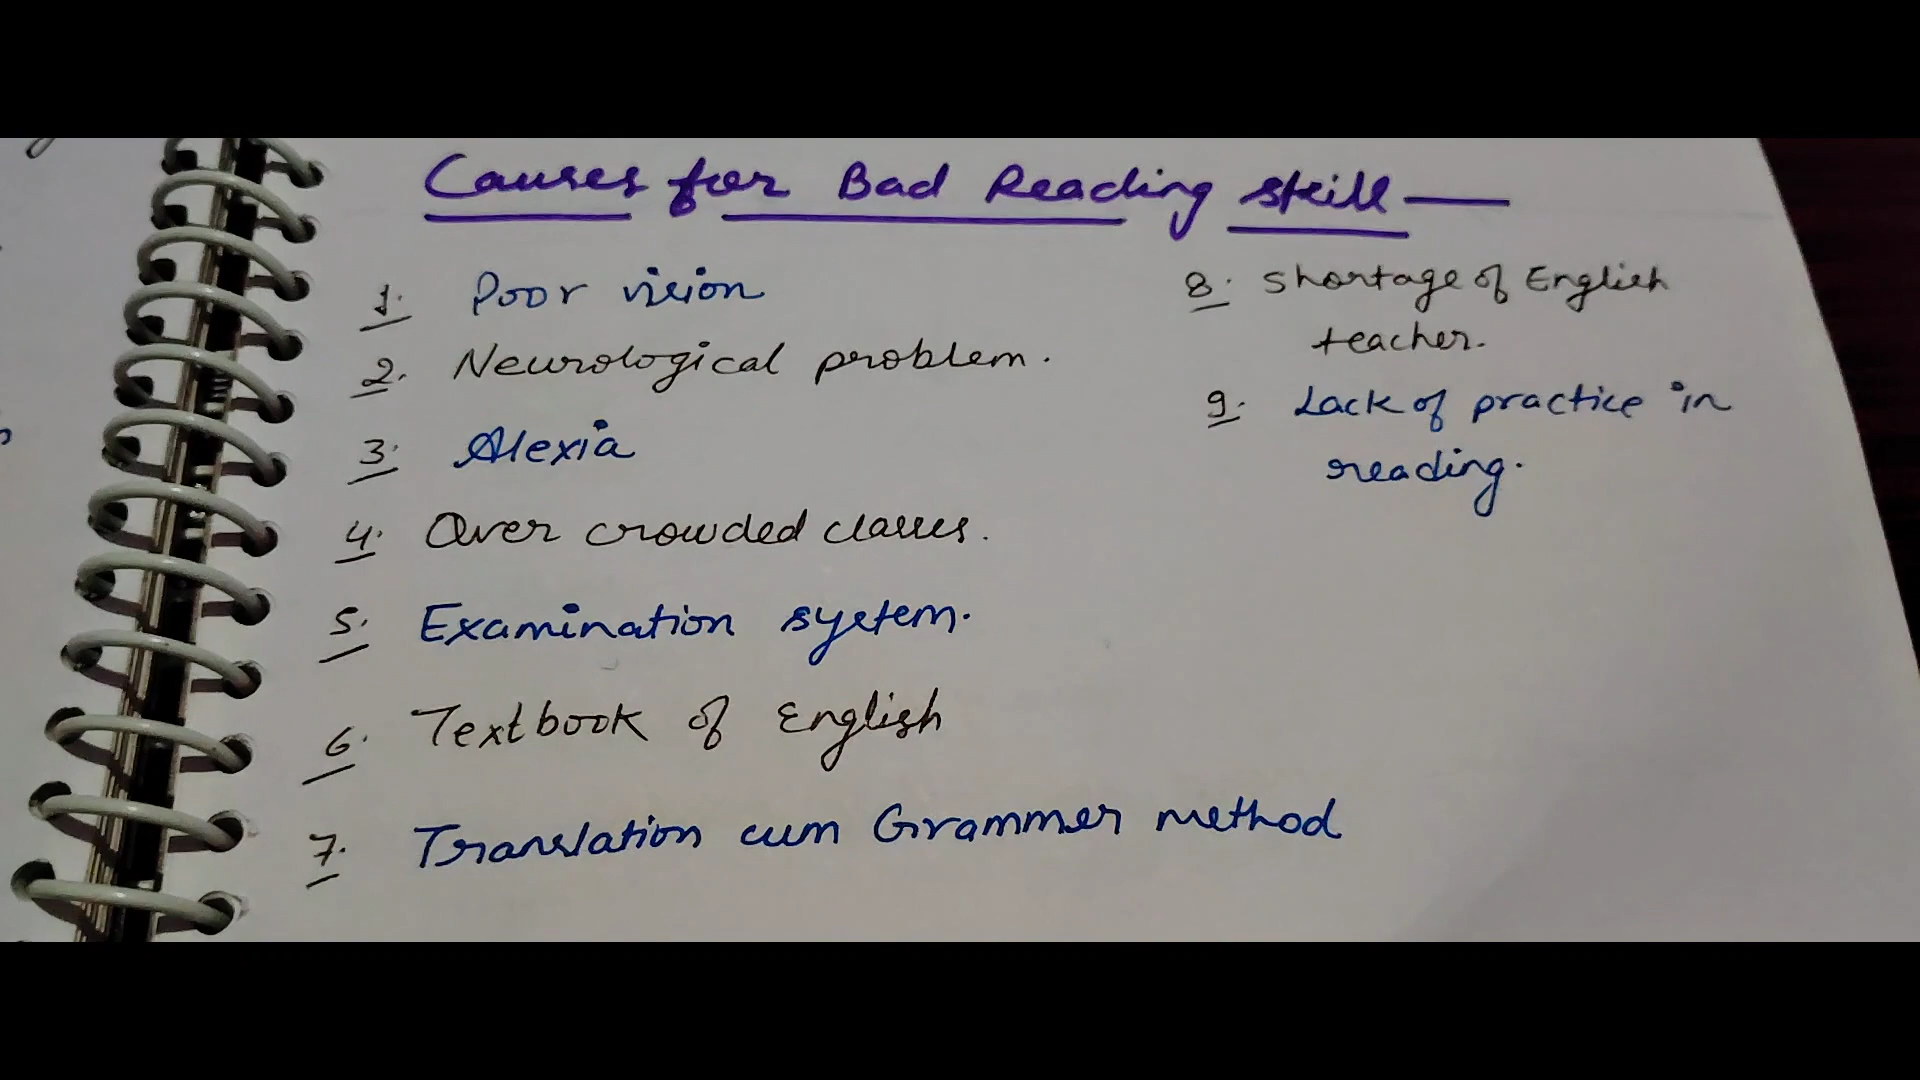 Causes for Bad Reading skill —
1. Poor vision
2. Neurological problem.
3. Alexia
4. Over crowded classes.
5. Examination system.
6. Textbook of English
7. Translation cum Grammer method
8. Shortage of English
teacher.
9. Lack of practice in
reading.